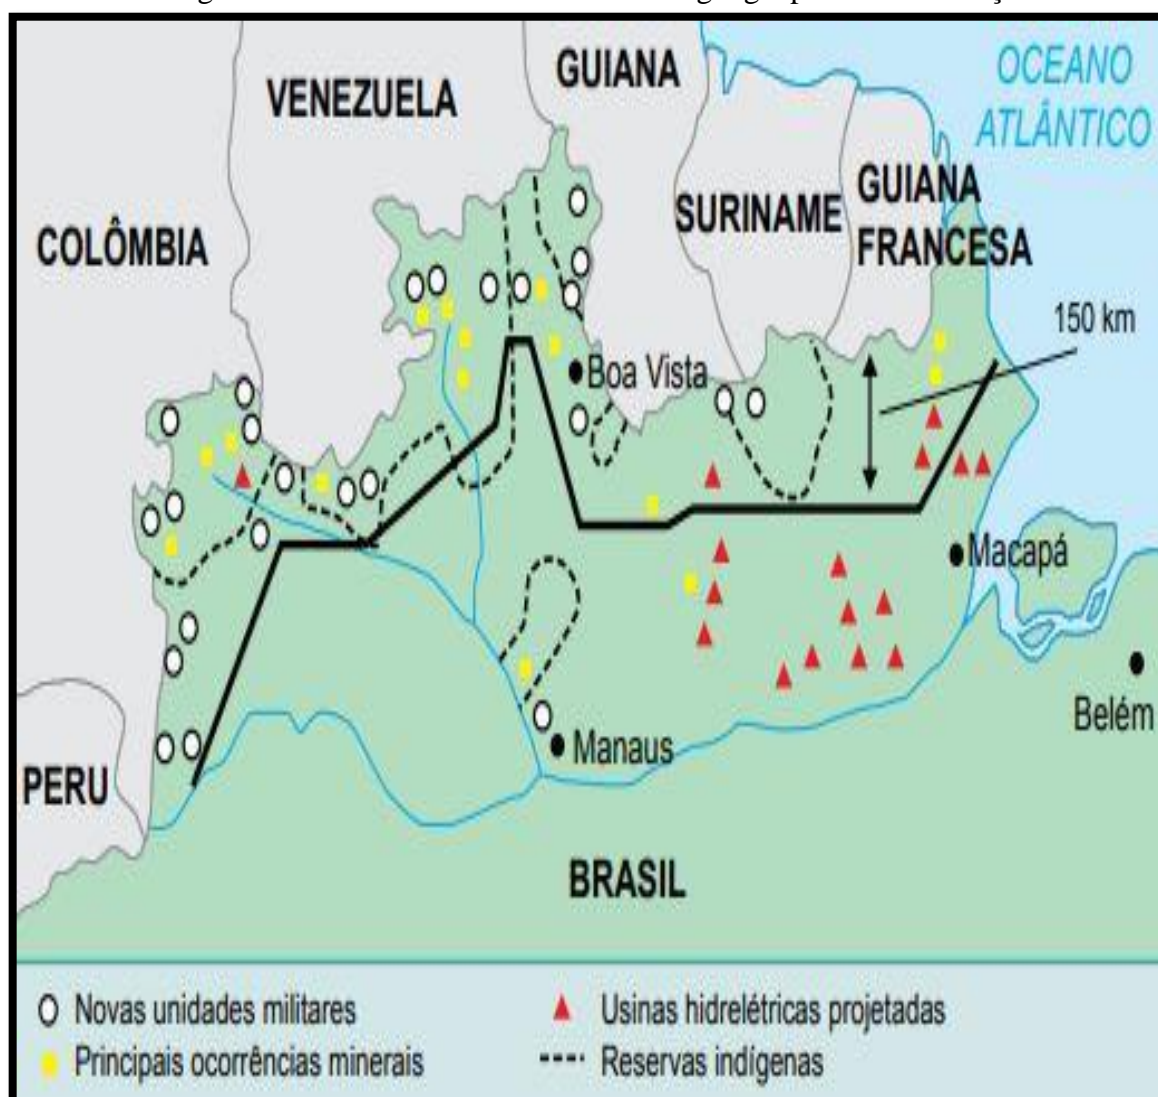 GUIANA
OCEANO
ATLÂNTICO
VENEZUELA
SURINAME
GUIANA
FRANCESA
COLÔMBIA
150 km
Boa Vista
Macapá
Belém
Manaus
PERU
BRASIL
Novas unidades militares
Usinas hidrelétricas projetadas
Principais ocorrências minerais
Reservas indígenas